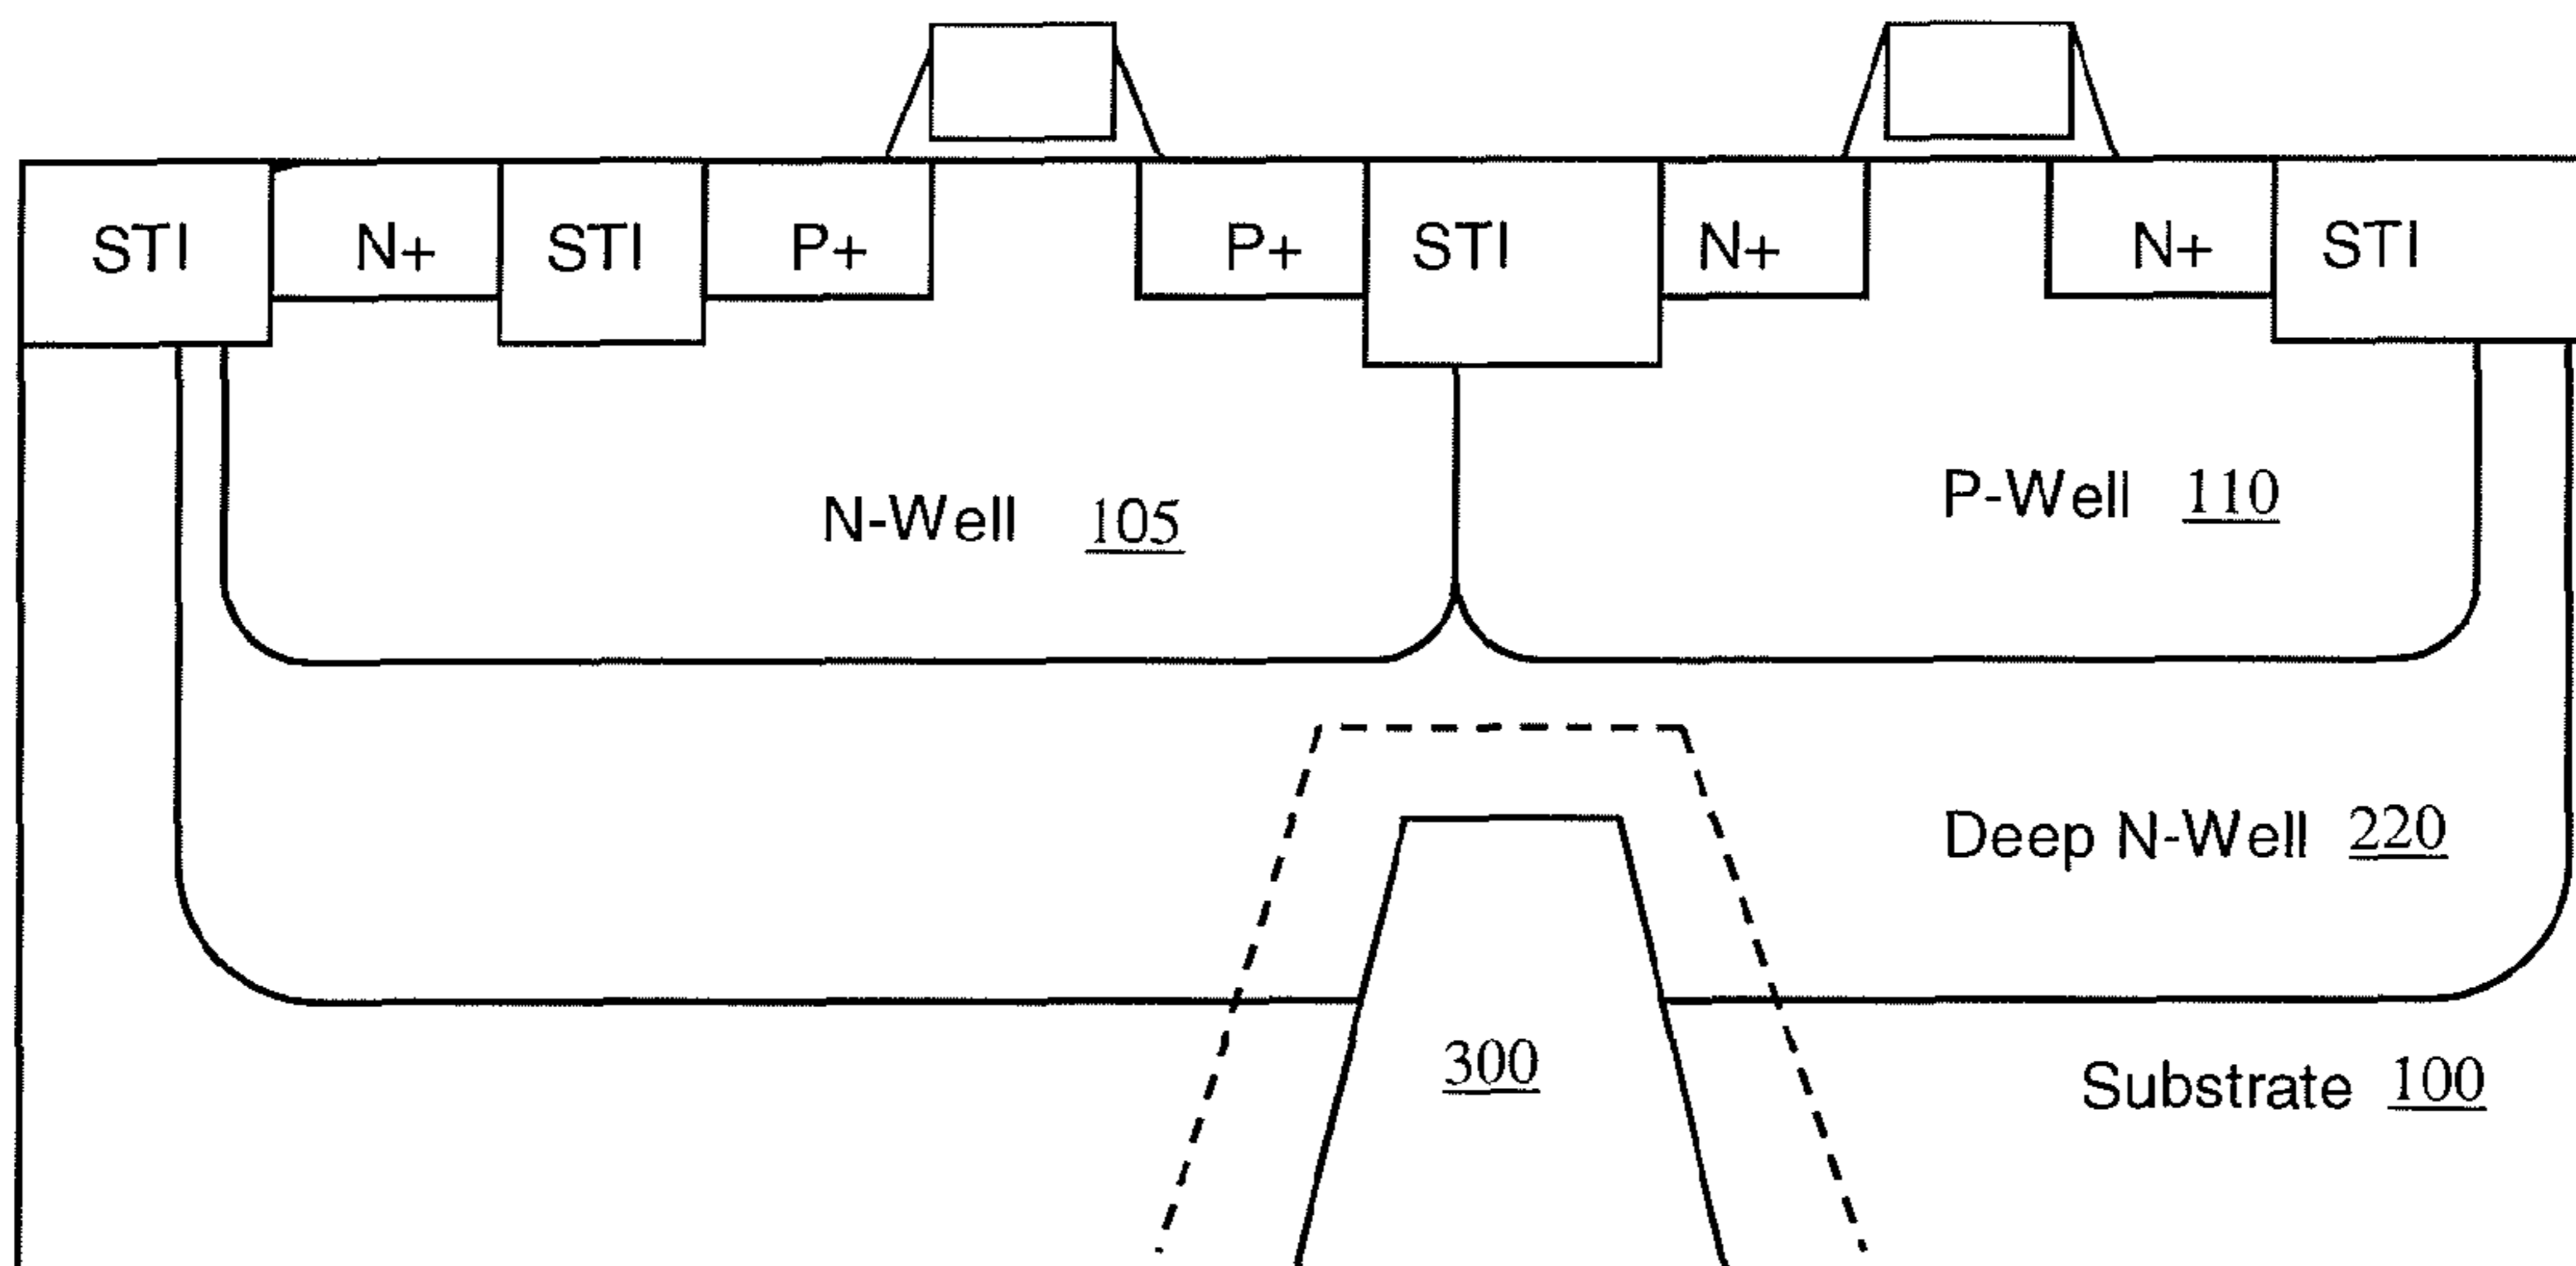 STI N+ STI P+ P+ STI N+ N+ STI
N-Well 105
P-Well 110
Deep N-Well 220
300
Substrate 100